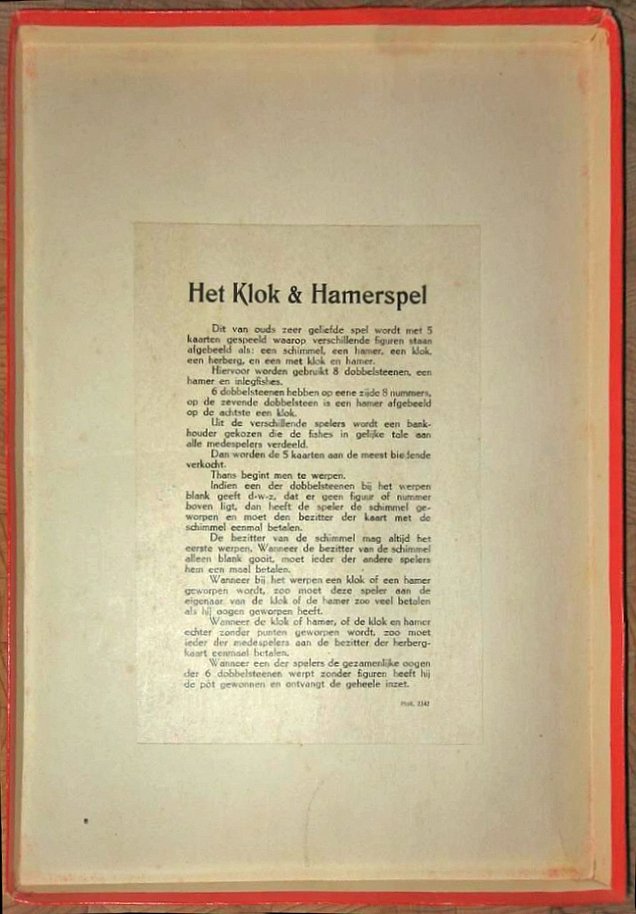 Het Klok & Hamerspel
Dit van ouds zeer geliefde spel wordt met 5
kaarten gespeeld waarop verschillende figuren staan
afgebeeld als: een schimmel, een hamer, een klok,
een herberg, en een met klok en hamer.
Hiervoor worden gebruikt 8 dobbelsteenen, een
hamer en inlegfishes.
6 dobbelsteenen hebben op eene zijde 8 nummers,
op de zevende dobbelsteen is een hamer afgebeeld
op de achtste een klok.
Uit de verschillende spelers wordt een bank-
houder gekozen die de fishes in gelijke tale aan
alle medespelers verdeeld.
Dan worden de 5 kaarten aan de meest biedende
verkocht.
Thans begint men te werpen.
Indien een der dobbelsteenen bij het werpen
blank geeft d-w-z, dat er geen figuur of nummer
boven ligt, dan heeft de speler de schimmel ge-
worpen en moet den bezitter der kaart met de
schimmel eenmal betalen.
De bezitter van de schimmel mag altijd het
eerste werpen. Wanneer de bezitter van de schimmel
alleen blank gooit, moet ieder der andere spelers
hem een maal betalen.
Wanneer bij het werpen een klok of een hamer
geworpen wordt, zoo moet deze speler aan de
eigenaar van de klok of de hamer zoo veel betalen
als hij oogen geworpen heeft.
Wanneer de klok of hamer, of de klok en hamer
echter zonder punten geworpen wordt, zoo moet
ieder der medespelers aan de bezitter der herberg-
kaart eenmaal betalen.
Wanneer een der spelers de gezamenlijke oogen
der 6 dobbelsteenen werpt zonder figuren heeft hij
de pot gewonnen en ontvangt de geheele inzet.